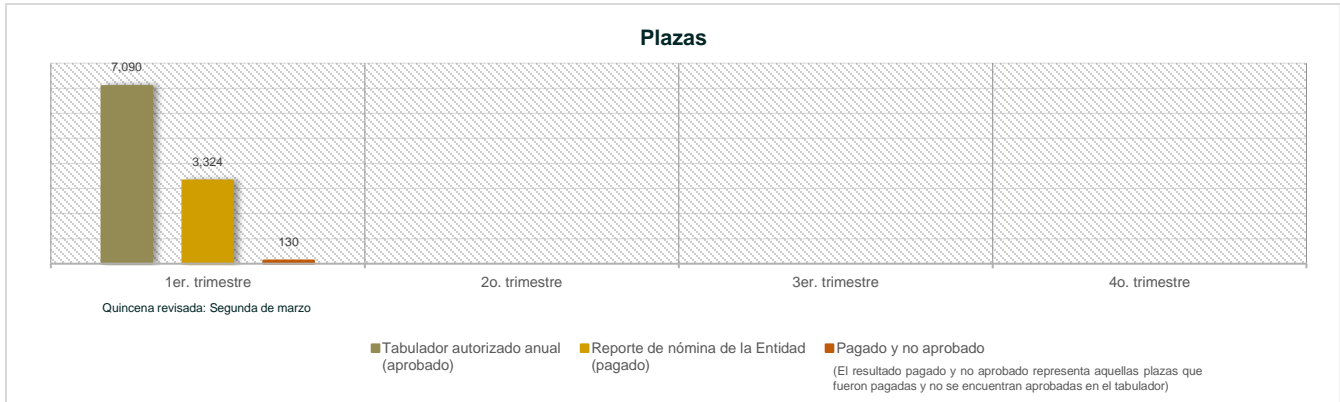 Plazas
7,090
3,324
130
1er. trimestre
2o. trimestre
3er. trimestre
4o. trimestre
Quincena revisada: Segunda de marzo
Tabulador autorizado anual
(aprobado)
Reporte de nómina de la Entidad
(pagado)
Pagado y no aprobado
(El resultado pagado y no aprobado representa aquellas plazas que
fueron pagadas y no se encuentran aprobadas en el tabulador)